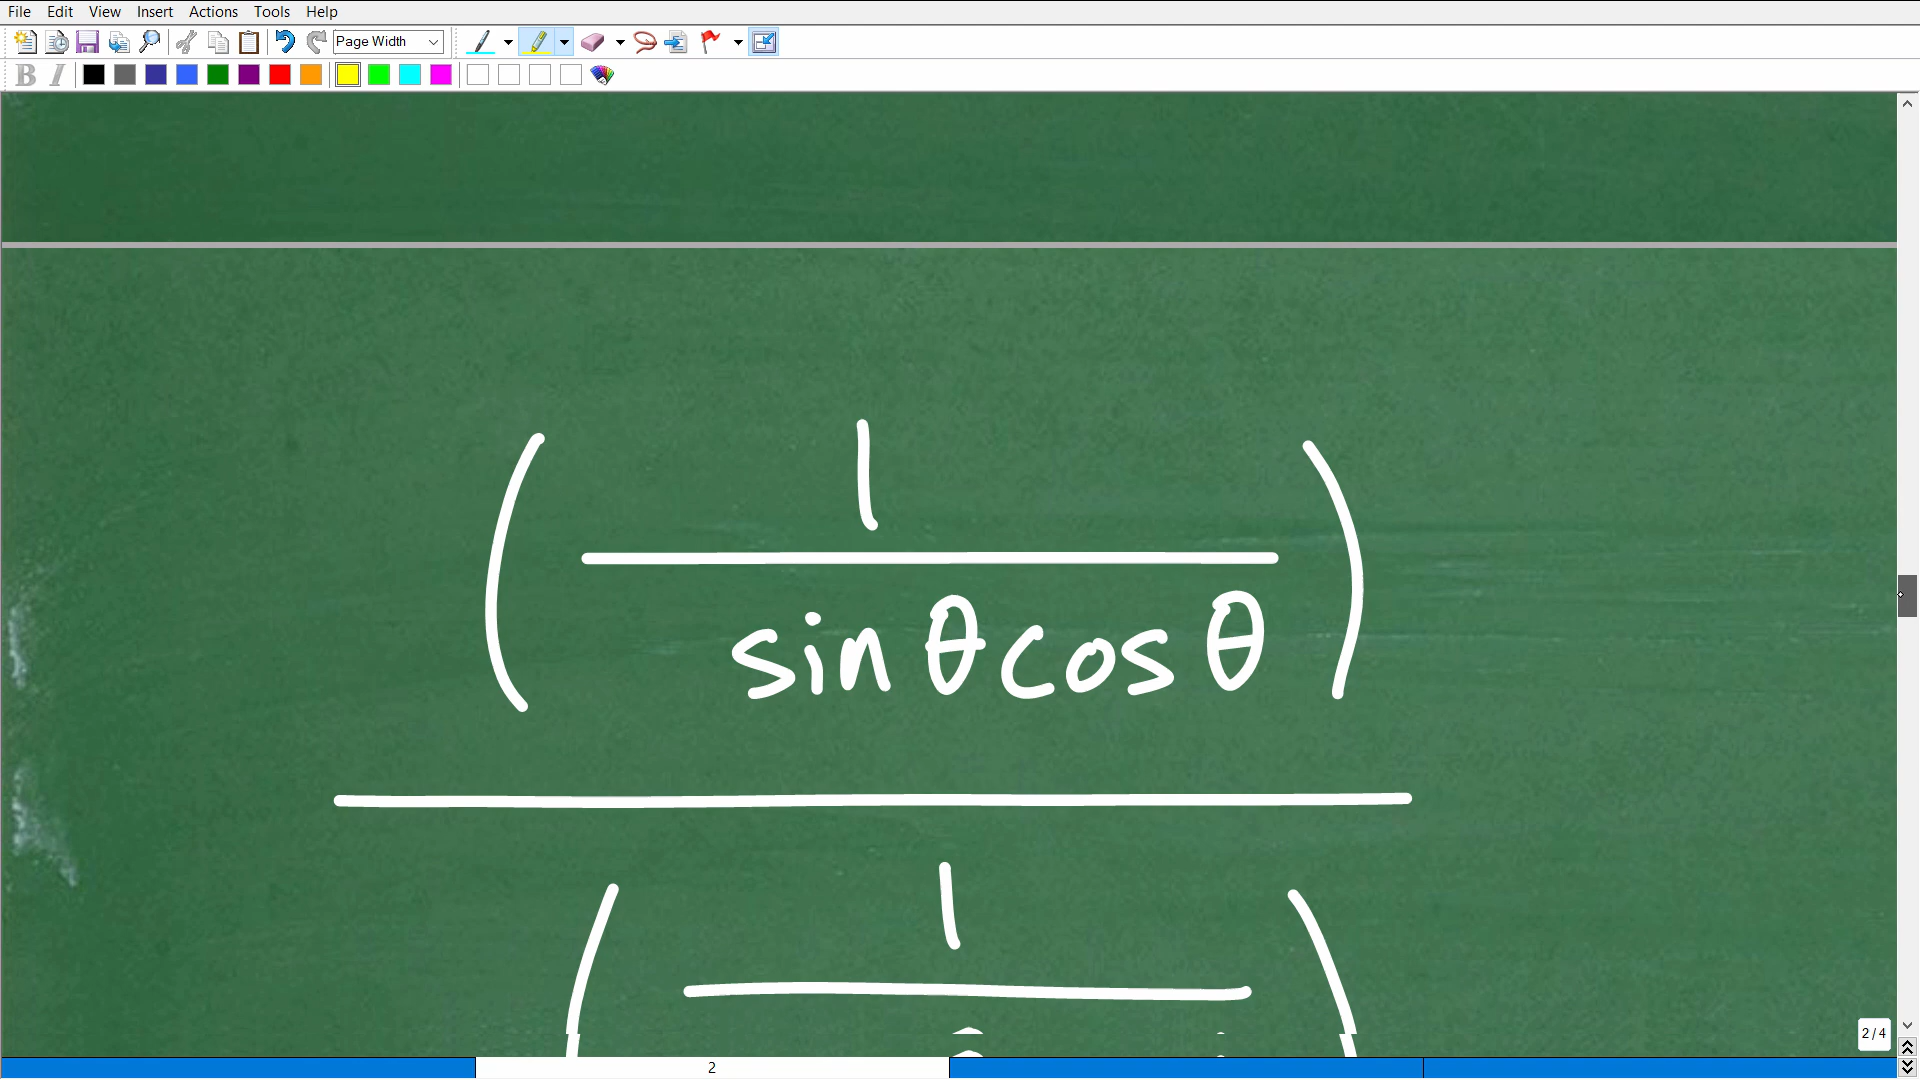 File Edit View Insert Actions Tools Help
Page Width
B I
1
sin θ cos θ
1
2 / 4
2